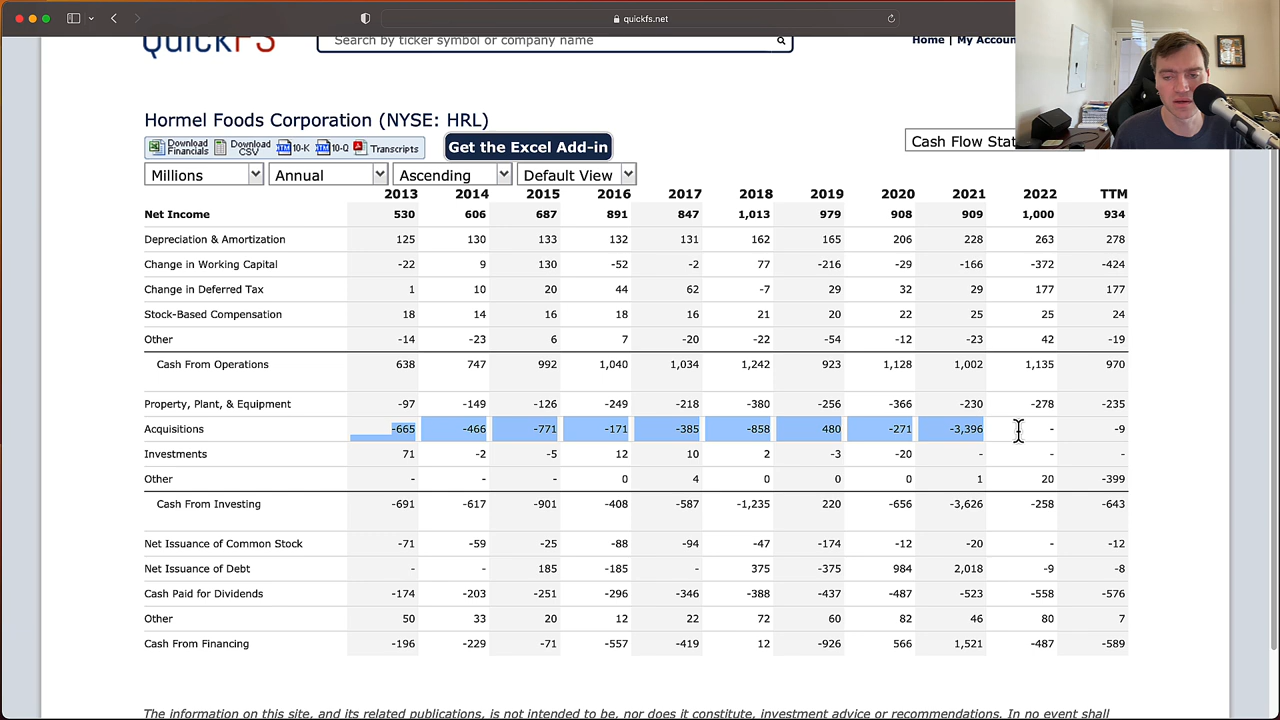 quickfs.net
QuickFS
Search by ticker symbol or company name
Home | My Accoun
Hormel Foods Corporation (NYSE: HRL)
Download Financials Download CSV 10-K 10-Q Transcripts
Get the Excel Add-in
Cash Flow Stat
Millions Annual Ascending Default View
2013 2014 2015 2016 2017 2018 2019 2020 2021 2022 TTM
Net Income 530 606 687 891 847 1,013 979 908 909 1,000 934
Depreciation & Amortization 125 130 133 132 131 162 165 206 228 263 278
Change in Working Capital -22 9 130 -52 -2 77 -216 -29 -166 -372 -424
Change in Deferred Tax 1 10 20 44 62 -7 29 32 29 177 177
Stock-Based Compensation 18 14 16 18 16 21 20 22 25 25 24
Other -14 -23 6 7 -20 -22 -54 -12 -23 42 -19
Cash From Operations 638 747 992 1,040 1,034 1,242 923 1,128 1,002 1,135 970
Property, Plant, & Equipment -97 -149 -126 -249 -218 -380 -256 -366 -230 -278 -235
Acquisitions -665 -466 -771 -171 -385 -858 480 -271 -3,396 - -9
Investments 71 -2 -5 12 10 2 -3 -20 - - -
Other - - - 0 4 0 0 0 1 20 -399
Cash From Investing -691 -617 -901 -408 -587 -1,235 220 -656 -3,626 -258 -643
Net Issuance of Common Stock -71 -59 -25 -88 -94 -47 -174 -12 -20 - -12
Net Issuance of Debt - - 185 -185 - 375 -375 984 2,018 -9 -8
Cash Paid for Dividends -174 -203 -251 -296 -346 -388 -437 -487 -523 -558 -576
Other 50 33 20 12 22 72 60 82 46 80 7
Cash From Financing -196 -229 -71 -557 -419 12 -926 566 1,521 -487 -589
The information on this site, and its related publications, is not intended to be, nor does it constitute, investment advice or recommendations. In no event shall